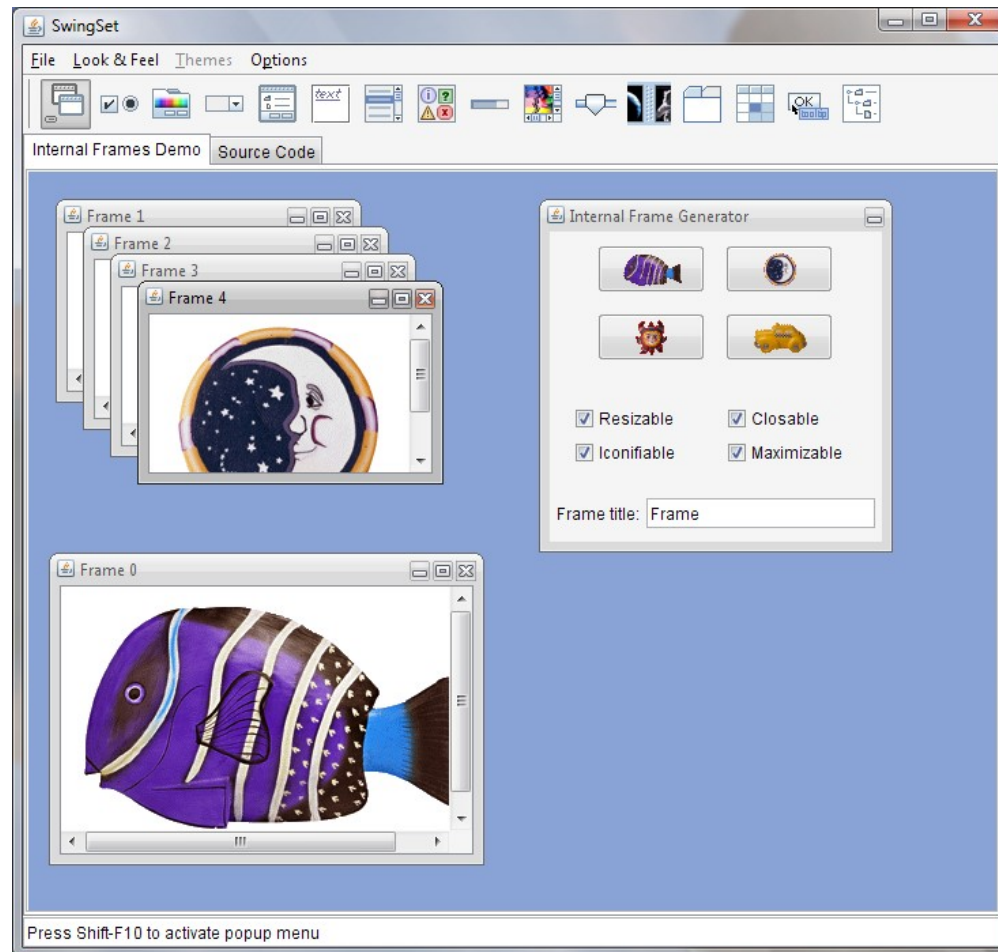 SwingSet
File Look & Feel Themes Options
text
OK
tooltip
Internal Frames Demo Source Code
Frame 1
Frame 2
Frame 3
Frame 4
Internal Frame Generator
Resizable Closable
Iconifiable Maximizable
Frame title: Frame
Frame 0
Press Shift-F10 to activate popup menu